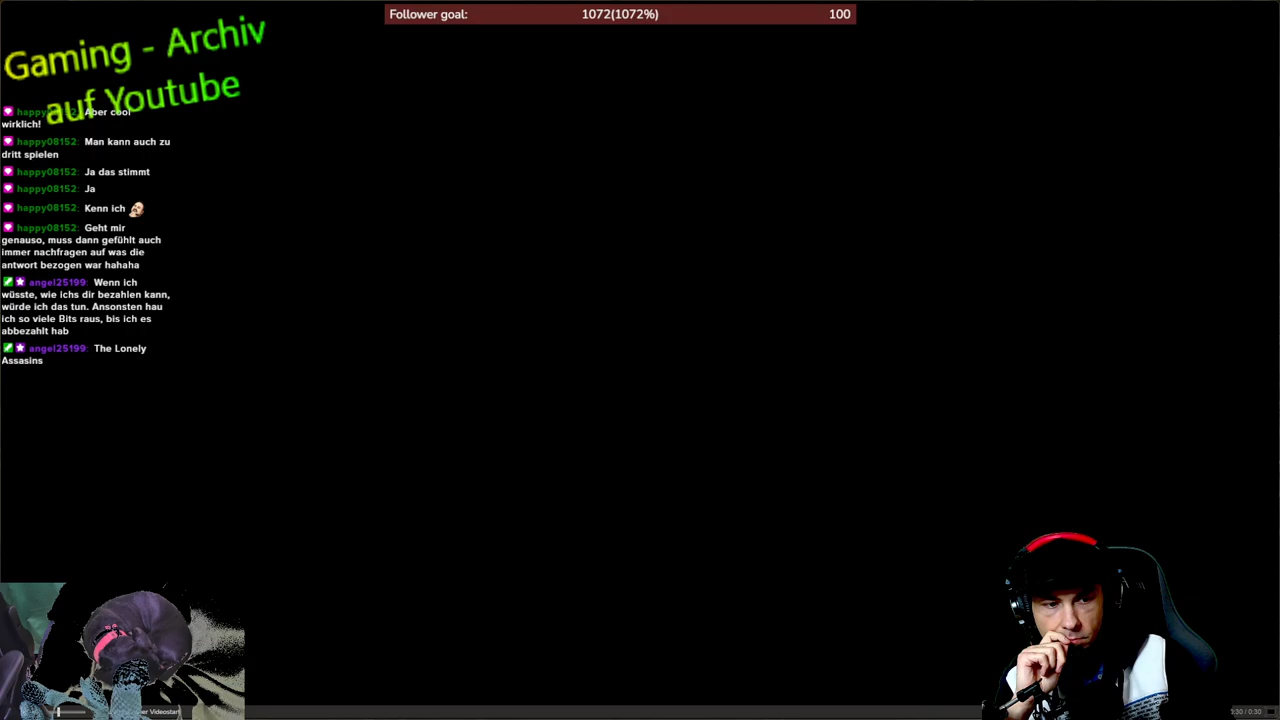 Follower goal: 1072(1072%) 100
Gaming - Archiv
auf Youtube
happy08152: Aber cool
wirklich!
happy08152: Man kann auch zu
dritt spielen
happy08152: Ja das stimmt
happy08152: Ja
happy08152: Kenn ich
happy08152: Geht mir
genauso, muss dann gefühlt auch
immer nachfragen auf was die
antwort bezogen war hahaha
angel25199: Wenn ich
wüsste, wie ichs dir bezahlen kann,
würde ich das tun. Ansonsten hau
ich so viele Bits raus, bis ich es
abbezahlt hab
angel25199: The Lonely
Assasins
/ 0:30